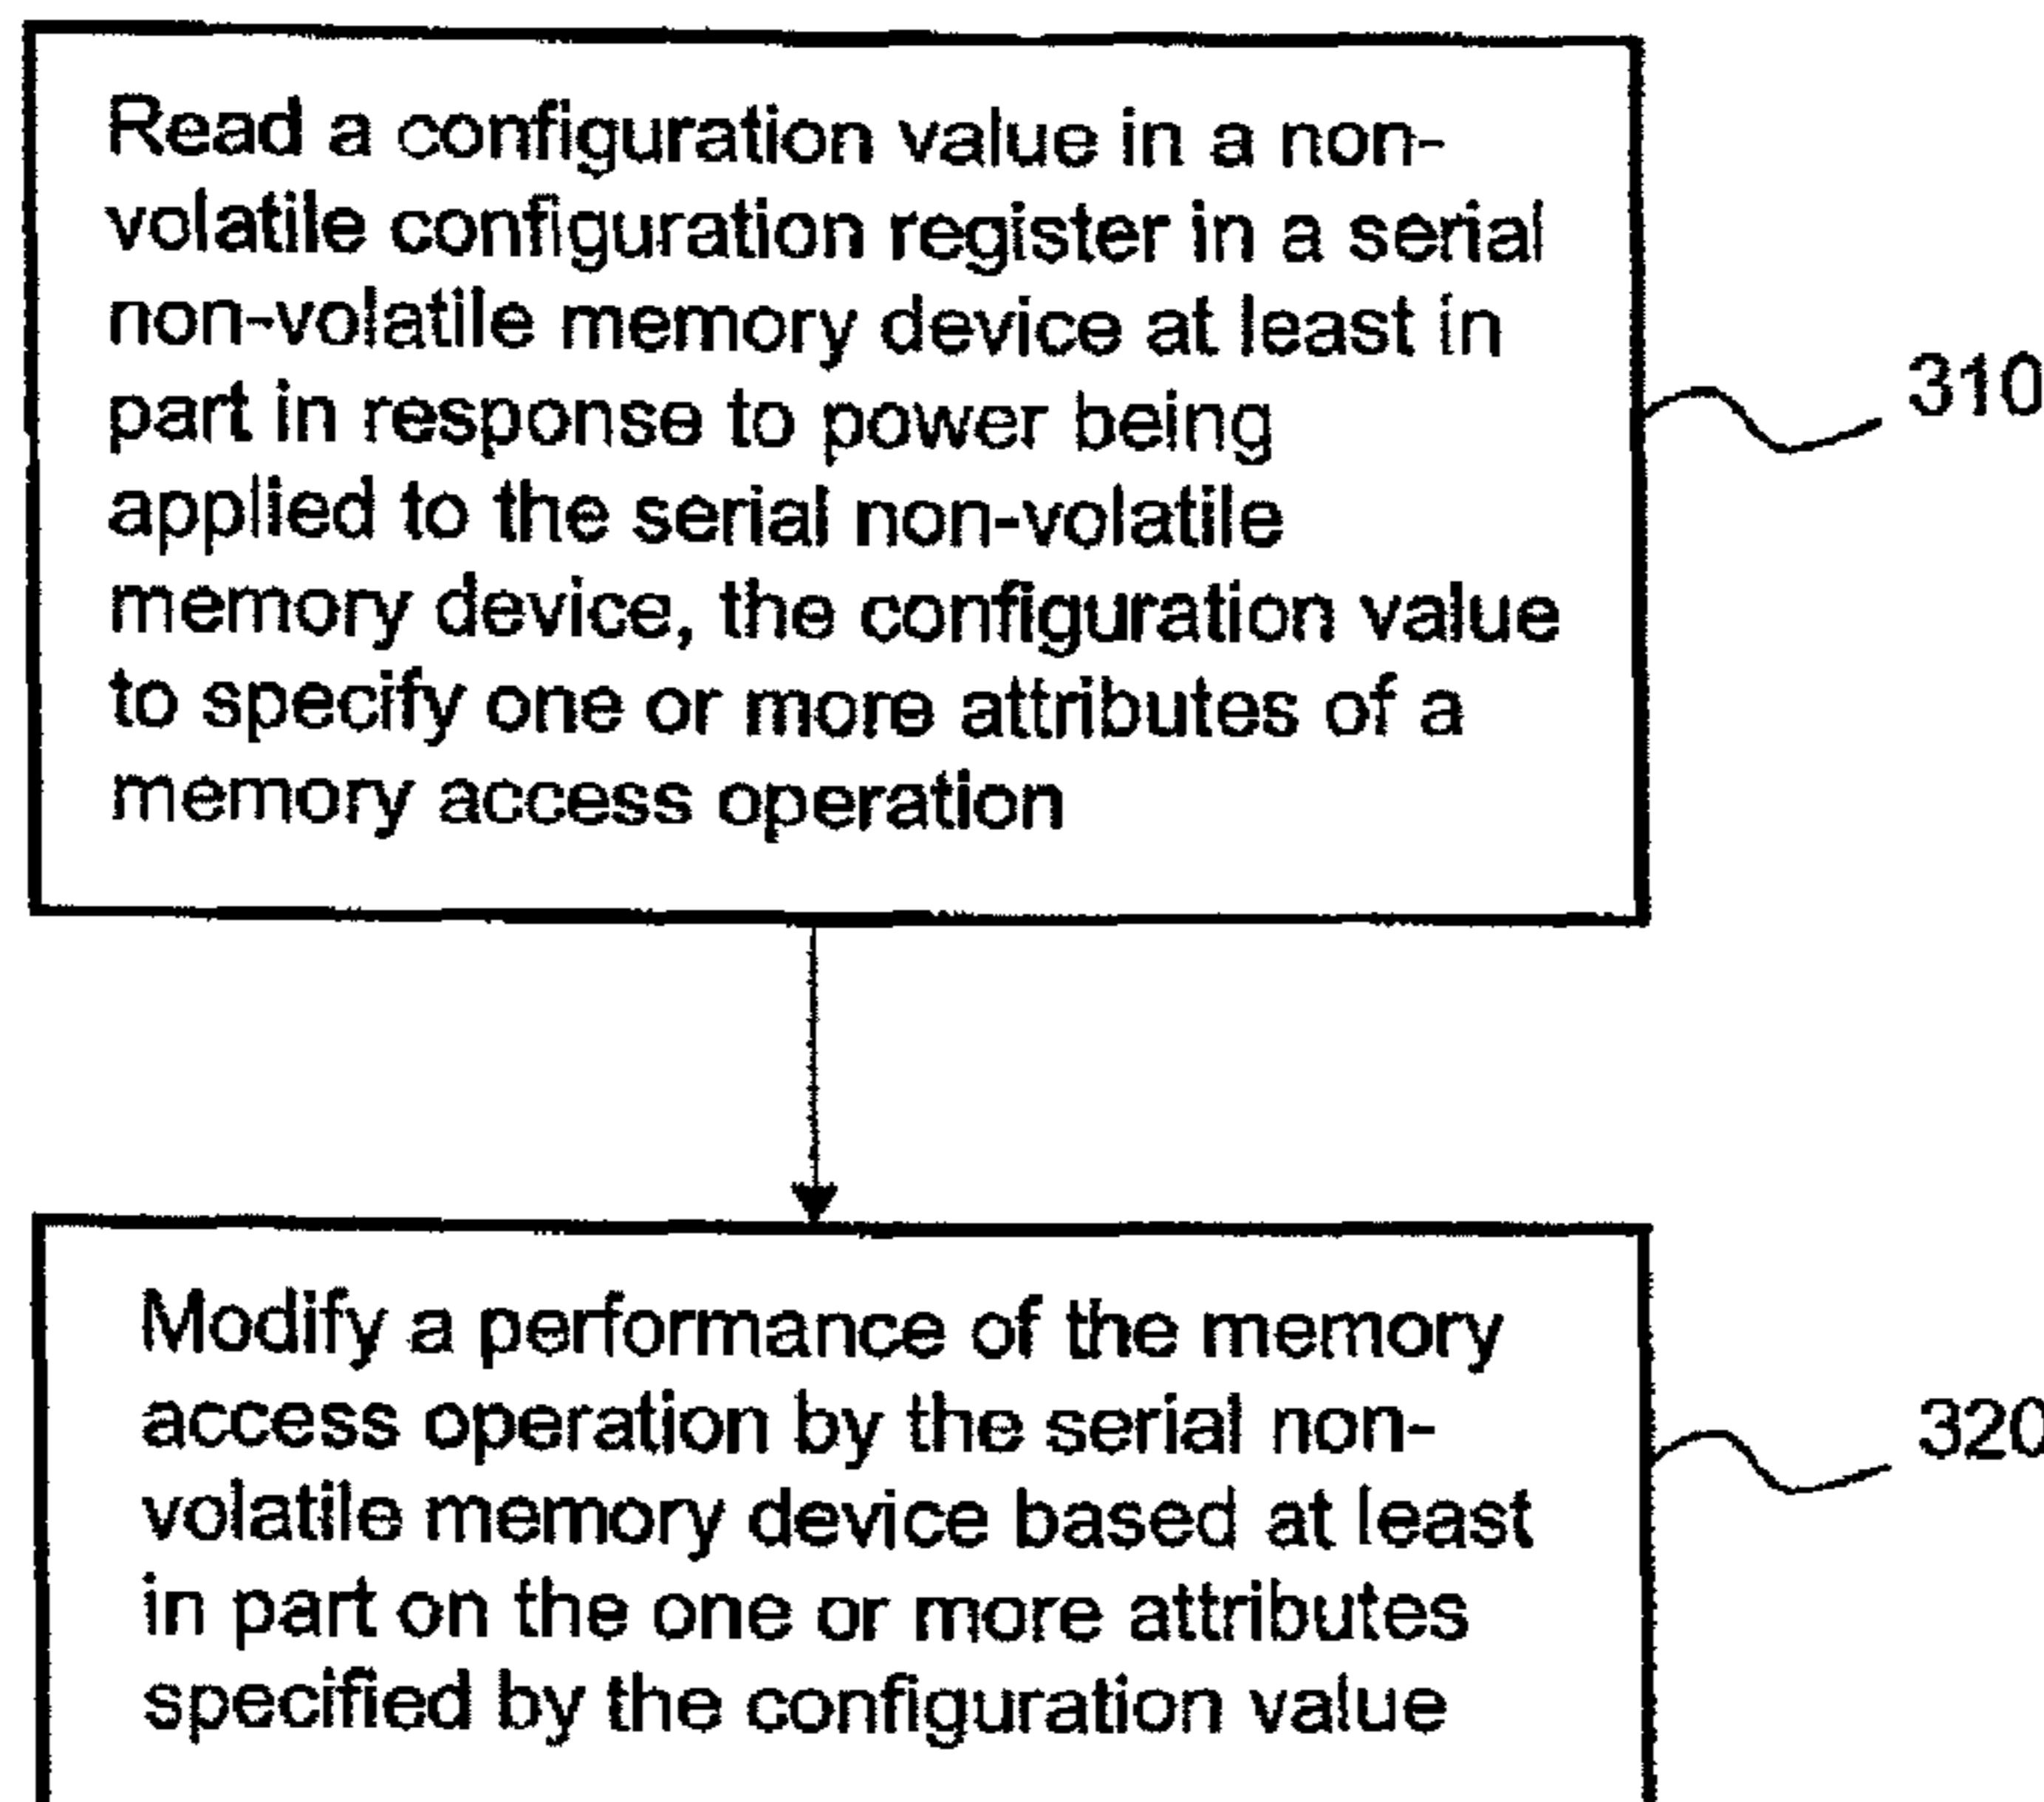 Read a configuration value in a non-
volatile configuration register in a serial
non-volatile memory device at least in
part in response to power being
applied to the serial non-volatile
memory device, the configuration value
to specify one or more attributes of a
memory access operation
310
Modify a performance of the memory
access operation by the serial non-
volatile memory device based at least
in part on the one or more attributes
specified by the configuration value
320